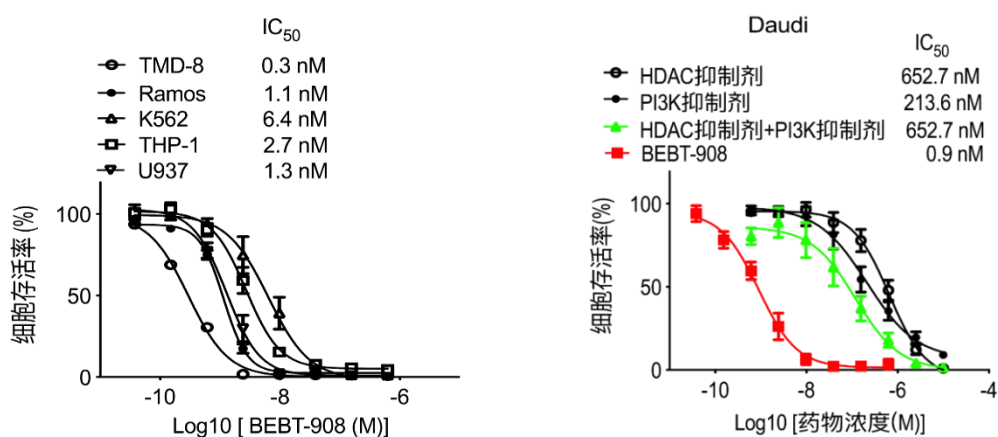 IC50
TMD-8 0.3 nM
Ramos 1.1 nM
K562 6.4 nM
THP-1 2.7 nM
U937 1.3 nM
细胞存活率 (%)
100
50
0
-10 -8 -6
Log10 [ BEBT-908 (M)]
Daudi
IC50
HDAC抑制剂 652.7 nM
PI3K抑制剂 213.6 nM
HDAC抑制剂+PI3K抑制剂 652.7 nM
BEBT-908 0.9 nM
细胞存活率(%)
100
50
0
-10 -8 -6 -4
Log10 [药物浓度(M)]